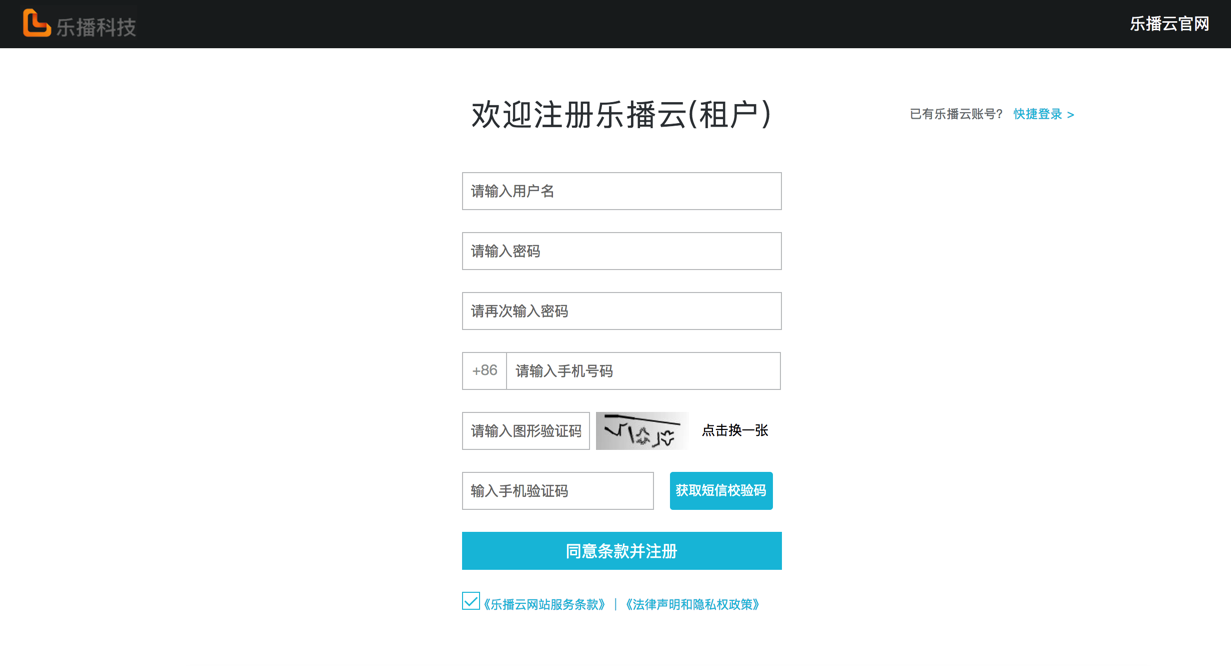 乐播科技
乐播云官网
欢迎注册乐播云(租户)
已有乐播云账号? 快捷登录 >
请输入用户名
请输入密码
请再次输入密码
+86 请输入手机号码
请输入图形验证码 点击换一张
输入手机验证码 获取短信校验码
同意条款并注册
《乐播云网站服务条款》 | 《法律声明和隐私权政策》